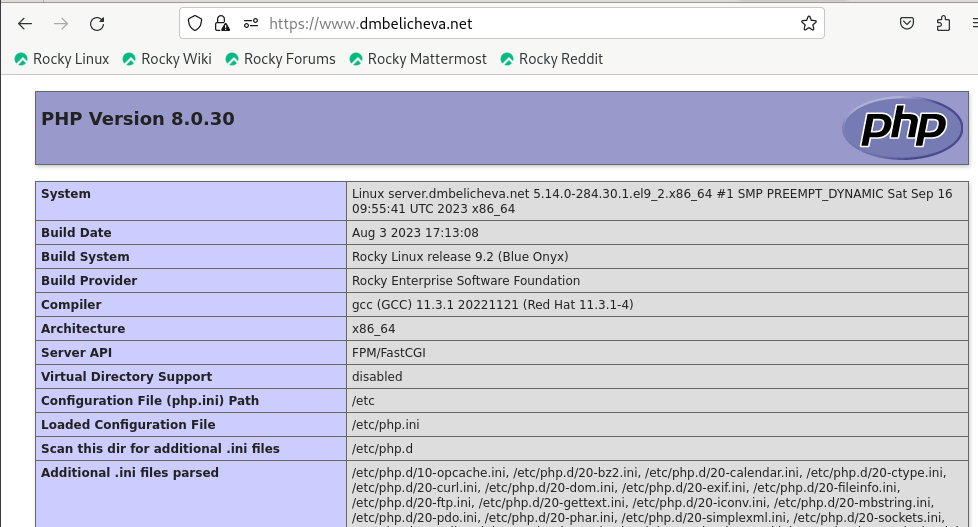 https://www.dmbelicheva.net
Rocky Linux Rocky Wiki Rocky Forums Rocky Mattermost Rocky Reddit
PHP Version 8.0.30
php
System Linux server.dmbelicheva.net 5.14.0-284.30.1.el9_2.x86_64 #1 SMP PREEMPT_DYNAMIC Sat Sep 16
09:55:41 UTC 2023 x86_64
Build Date Aug 3 2023 17:13:08
Build System Rocky Linux release 9.2 (Blue Onyx)
Build Provider Rocky Enterprise Software Foundation
Compiler gcc (GCC) 11.3.1 20221121 (Red Hat 11.3.1-4)
Architecture x86_64
Server API FPM/FastCGI
Virtual Directory Support disabled
Configuration File (php.ini) Path /etc
Loaded Configuration File /etc/php.ini
Scan this dir for additional .ini files /etc/php.d
Additional .ini files parsed /etc/php.d/10-opcache.ini, /etc/php.d/20-bz2.ini, /etc/php.d/20-calendar.ini, /etc/php.d/20-ctype.ini,
/etc/php.d/20-curl.ini, /etc/php.d/20-dom.ini, /etc/php.d/20-exif.ini, /etc/php.d/20-fileinfo.ini,
/etc/php.d/20-ftp.ini, /etc/php.d/20-gettext.ini, /etc/php.d/20-iconv.ini, /etc/php.d/20-mbstring.ini,
/etc/php.d/20-pdo.ini, /etc/php.d/20-phar.ini, /etc/php.d/20-simplexml.ini, /etc/php.d/20-sockets.ini,